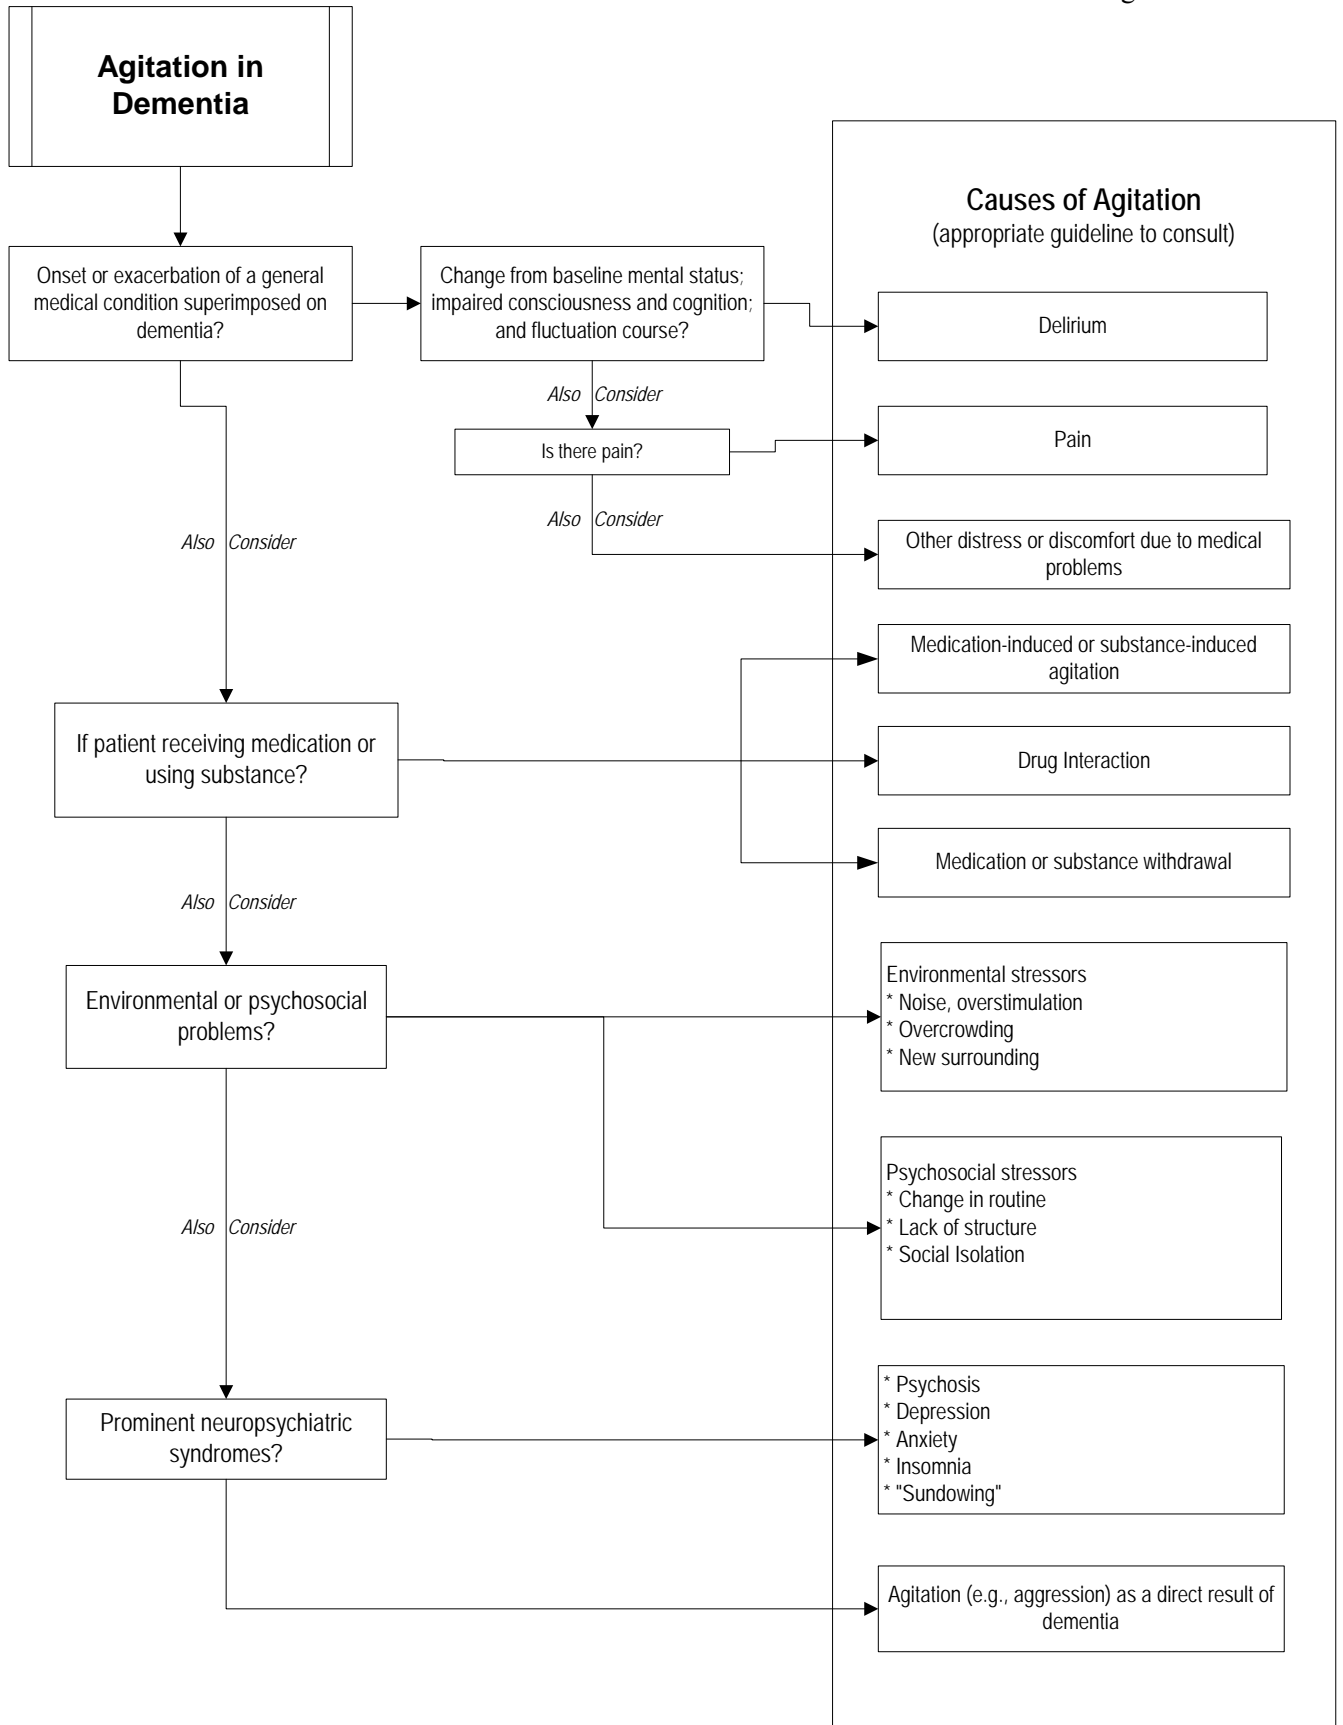 Agitation in
Dementia
Causes of Agitation
(appropriate guideline to consult)
Onset or exacerbation of a general
medical condition superimposed on
dementia?
Change from baseline mental status;
impaired consciousness and cognition;
and fluctuation course?
Delirium
Also Consider
Is there pain?
Pain
Also Consider
Other distress or discomfort due to medical
problems
Also Consider
Medication-induced or substance-induced
agitation
If patient receiving medication or
using substance?
Drug Interaction
Medication or substance withdrawal
Also Consider
Environmental or psychosocial
problems?
Environmental stressors
* Noise, overstimulation
* Overcrowding
* New surrounding
Psychosocial stressors
* Change in routine
* Lack of structure
* Social Isolation
Also Consider
Prominent neuropsychiatric
syndromes?
* Psychosis
* Depression
* Anxiety
* Insomnia
* "Sundowing"
Agitation (e.g., aggression) as a direct result of
dementia